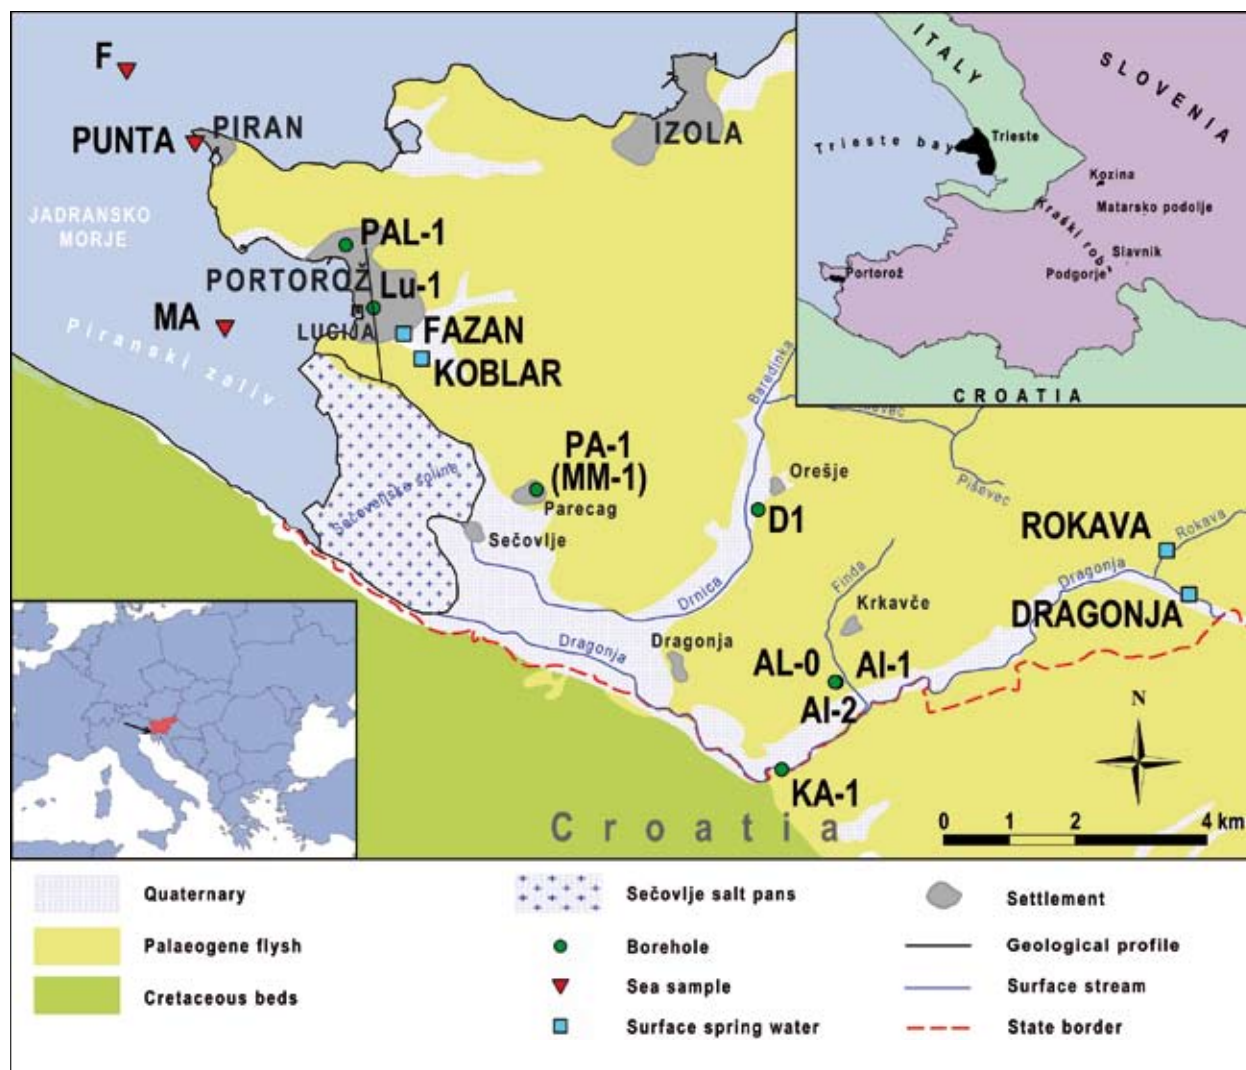 F
PUNTA
PIRAN
IZOLA
JADRANSKO
MORJE
PAL-1
PORTOROŽ
Lu-1
MA
LUCIJA
FAZAN
KOBLAR
Piranski zaliv
Sečoveljske soline
PA-1
(MM-1)
Parecag
Sečovlje
Baredinka
Orešje
D1
Drnica
Piševec
ROKAVA
Rokava
Dragonja
DRAGONJA
Finda
Krkavče
Dragonja
Dragonja
AL-0
Al-1
Al-2
KA-1
Croatia
N
0 1 2 4 km
ITALY
SLOVENIA
Trieste bay
Trieste
Kozina
Matarsko podolje
Kraški rob
Slavnik
Podgorje
Portorož
CROATIA
Quaternary
Palaeogene flysh
Cretaceous beds
Sečovlje salt pans
Borehole
Sea sample
Surface spring water
Settlement
Geological profile
Surface stream
State border